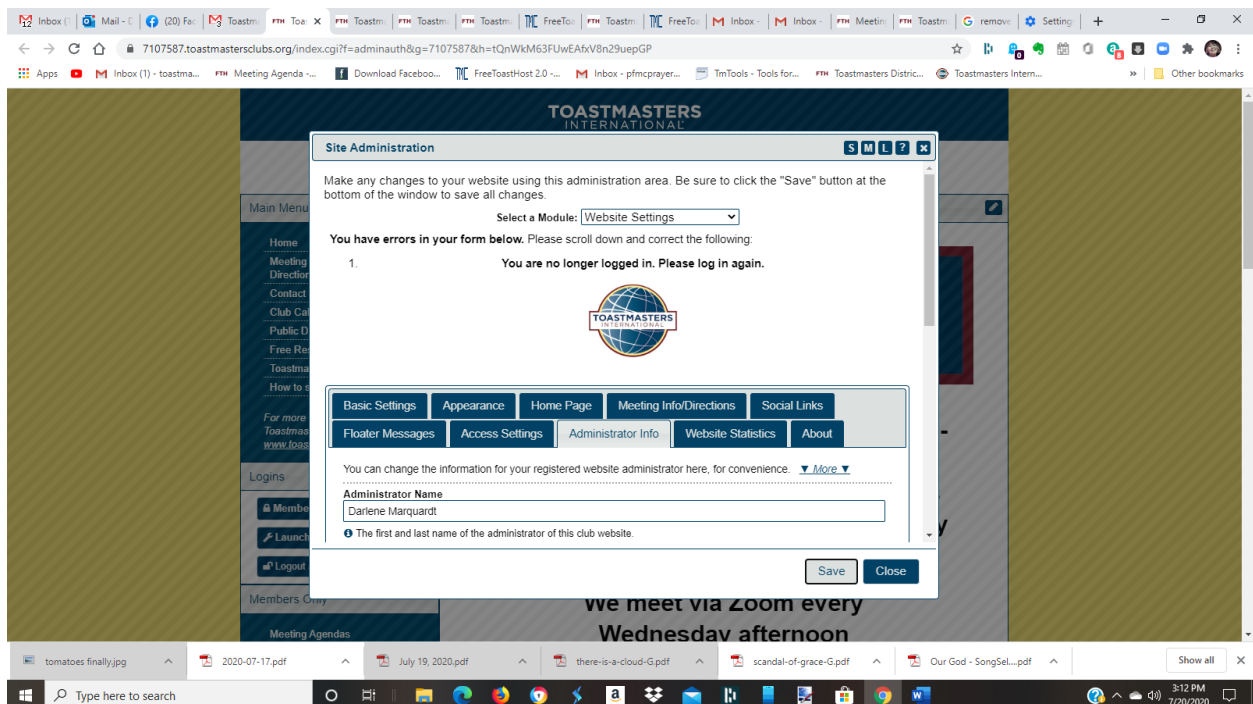 Inbox (
Mail - D
(20) Fac
Toastm
Toas
Toastm
Toastm
Toastm
FreeToa
Toastm
FreeToa
Inbox -
Inbox -
Meeting
Toastm
remove
Setting
7107587.toastmastersclubs.org/index.cgi?f=adminauth&g=7107587&h=tQnWkM63FUwEAfxV8n29uepGP
Apps
Inbox (1) - toastma...
Meeting Agenda -...
Download Faceboo...
FreeToastHost 2.0 -...
Inbox - pfmcprayer...
TmTools - Tools for...
Toastmasters Distric...
Toastmasters Intern...
»
Other bookmarks
TOASTMASTERS
INTERNATIONAL
Site Administration
S M L ?
Make any changes to your website using this administration area. Be sure to click the "Save" button at the
bottom of the window to save all changes.
Select a Module: Website Settings
You have errors in your form below. Please scroll down and correct the following:
1. You are no longer logged in. Please log in again.
TOASTMASTERS
INTERNATIONAL
Basic Settings
Appearance
Home Page
Meeting Info/Directions
Social Links
Floater Messages
Access Settings
Administrator Info
Website Statistics
About
You can change the information for your registered website administrator here, for convenience. ▼ More ▼
Administrator Name
Darlene Marquardt
The first and last name of the administrator of this club website.
Save
Close
Main Menu
Home
Meeting
Direction
Contact
Club Cal
Public D
Free Re
Toastma
How to s
For more
Toastmas
www.toas
Logins
Membe
Launch
Logout
Members Only
Meeting Agendas
We meet via Zoom every
Wednesday afternoon
tomatoes finally.jpg
2020-07-17.pdf
July 19, 2020.pdf
there-is-a-cloud-G.pdf
scandal-of-grace-G.pdf
Our God - SongSel....pdf
Show all
Type here to search
3:12 PM
7/20/2020